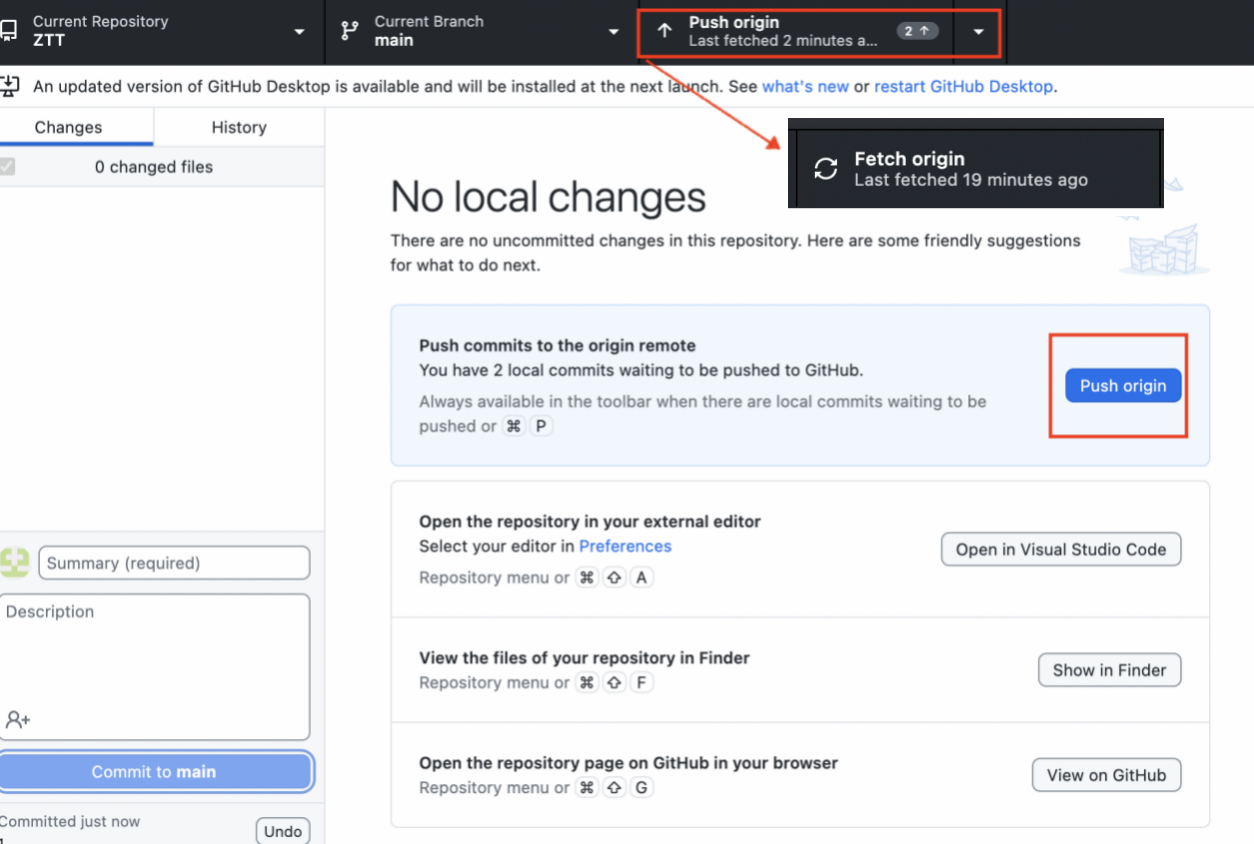 Current Repository
ZTT
Current Branch
main
Push origin
Last fetched 2 minutes a...
2
An updated version of GitHub Desktop is available and will be installed at the next launch. See what's new or restart GitHub Desktop.
Changes
History
0 changed files
Fetch origin
Last fetched 19 minutes ago
No local changes
There are no uncommitted changes in this repository. Here are some friendly suggestions
for what to do next.
Push commits to the origin remote
You have 2 local commits waiting to be pushed to GitHub.
Always available in the toolbar when there are local commits waiting to be
pushed or ⌘ P
Push origin
Open the repository in your external editor
Select your editor in Preferences
Repository menu or ⌘ ⇧ A
Open in Visual Studio Code
View the files of your repository in Finder
Repository menu or ⌘ ⇧ F
Show in Finder
Open the repository page on GitHub in your browser
Repository menu or ⌘ ⇧ G
View on GitHub
Summary (required)
Description
Commit to main
Committed just now
Undo